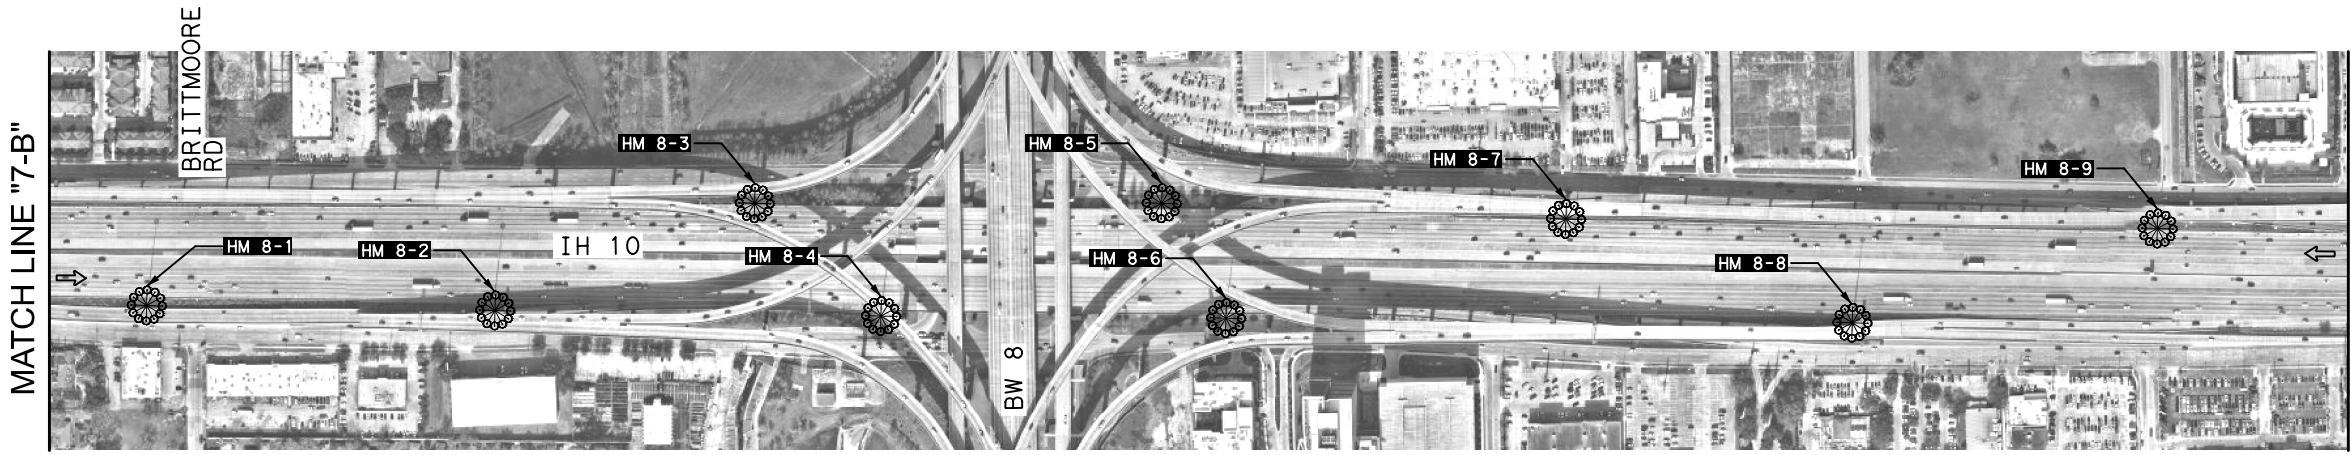 MATCH LINE "7-B"
BRITTMOORE
RD
HM 8-1
HM 8-2
IH 10
HM 8-3
HM 8-4
BW 8
HM 8-5
HM 8-6
HM 8-7
HM 8-8
HM 8-9